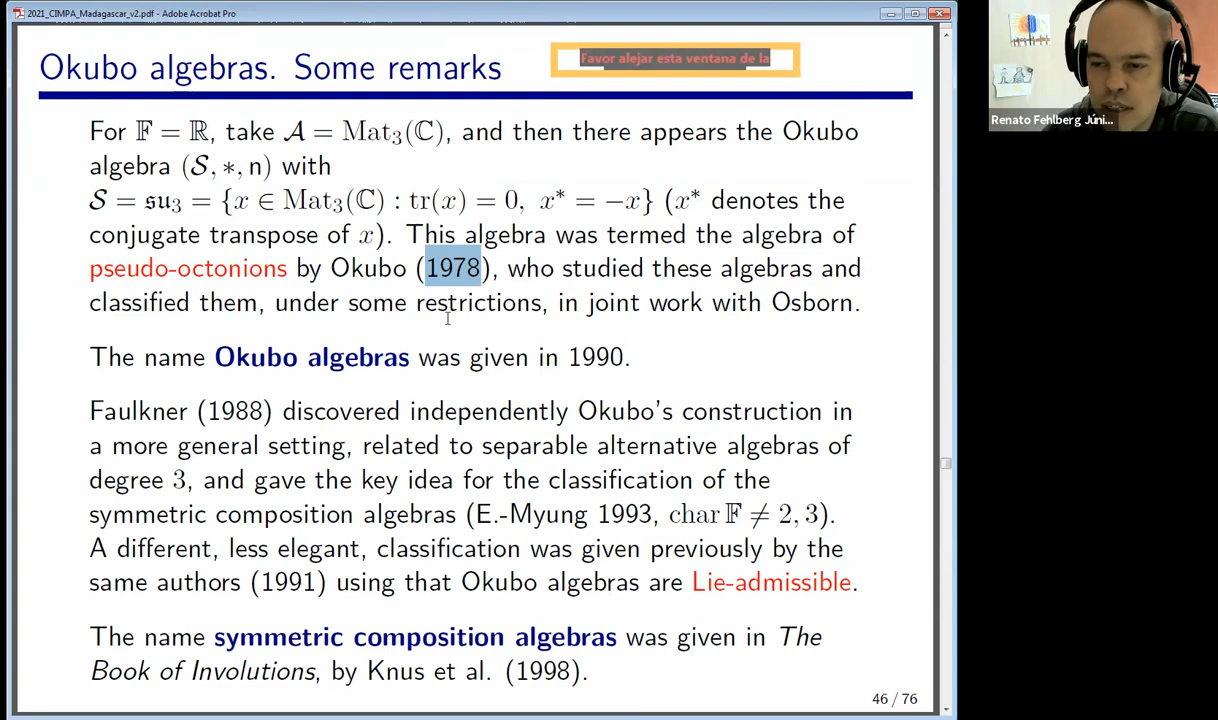 2021_CIMPA_Madagascar_v2.pdf - Adobe Acrobat Pro
Okubo algebras. Some remarks
Favor alejar esta ventana de la
For 𝔽 = ℝ, take 𝒜 = Mat₃(ℂ), and then there appears the Okubo
algebra (𝒮, ∗, n) with
𝒮 = 𝔰𝔲₃ = {x ∈ Mat₃(ℂ) : tr(x) = 0, x* = −x} (x* denotes the
conjugate transpose of x). This algebra was termed the algebra of
pseudo-octonions by Okubo (1978), who studied these algebras and
classified them, under some restrictions, in joint work with Osborn.
The name Okubo algebras was given in 1990.
Faulkner (1988) discovered independently Okubo's construction in
a more general setting, related to separable alternative algebras of
degree 3, and gave the key idea for the classification of the
symmetric composition algebras (E.-Myung 1993, char 𝔽 ≠ 2, 3).
A different, less elegant, classification was given previously by the
same authors (1991) using that Okubo algebras are Lie-admissible.
The name symmetric composition algebras was given in The
Book of Involutions, by Knus et al. (1998).
46 / 76
Renato Fehlberg Júni...